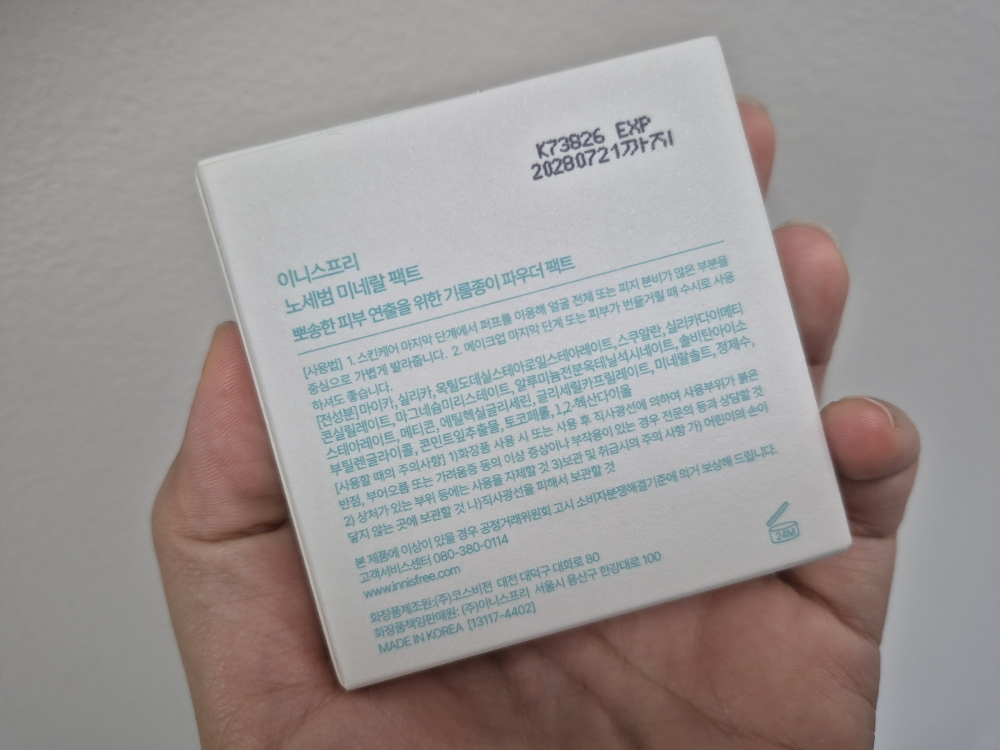 K73826 EXP
20280721까지
이니스프리
노세범 미네랄 팩트
뽀송한 피부 연출을 위한 기름종이 파우더 팩트
[사용법] 1. 스킨케어 마지막 단계에서 퍼프를 이용해 얼굴 전체 또는 피지 분비가 많은 부분을
중심으로 가볍게 발라줍니다. 2. 메이크업 마지막 단계 또는 피부가 번들거릴 때 수시로 사용
하셔도 좋습니다.
[전성분] 마이카, 실리카, 옥틸도데실스테아로일스테아레이트, 스쿠알란, 실리카다이메티
콘실릴레이트, 마그네슘미리스테이트, 알루미늄전분옥테닐석시네이트, 솔비탄아이소
스테아레이트, 메티콘, 에틸헥실글리세린, 글리세릴카프릴레이트, 미네랄솔트, 정제수,
부틸렌글라이콜, 콘민트잎추출물, 토코페롤, 1,2-헥산다이올
[사용할 때의 주의사항] 1)화장품 사용 시 또는 사용 후 직사광선에 의하여 사용부위가 붉은
반점, 부어오름 또는 가려움증 등의 이상 증상이나 부작용이 있는 경우 전문의 등과 상담할 것
2) 상처가 있는 부위 등에는 사용을 자제할 것 3)보관 및 취급시의 주의 사항 가) 어린이의 손이
닿지 않는 곳에 보관할 것 나)직사광선을 피해서 보관할 것
본 제품에 이상이 있을 경우 공정거래위원회 고시 소비자분쟁해결기준에 의거 보상해 드립니다.
고객서비스센터 080-380-0114
www.innisfree.com
화장품제조원:(주)코스비전 대전 대덕구 대화로 80
화장품책임판매원: (주)이니스프리 서울시 용산구 한강대로 100
MADE IN KOREA [13117-4402]
24M